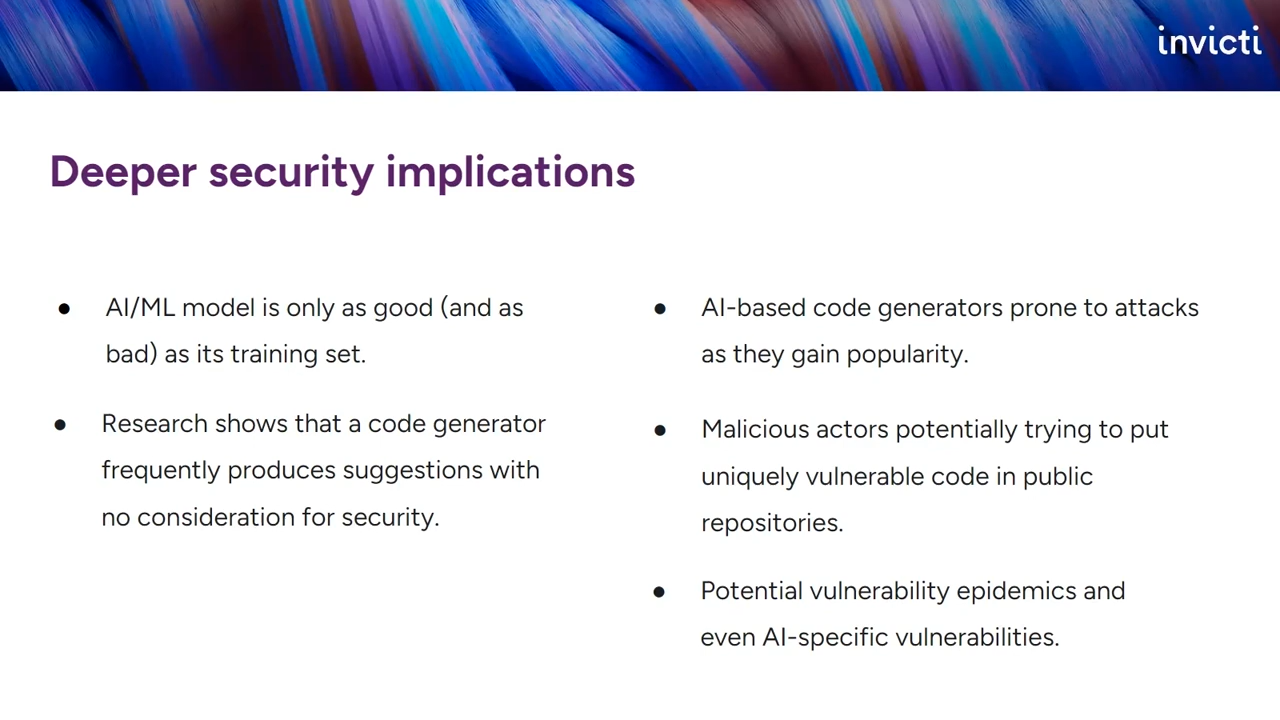 invicti
Deeper security implications
● AI/ML model is only as good (and as
bad) as its training set.
● Research shows that a code generator
frequently produces suggestions with
no consideration for security.
● AI-based code generators prone to attacks
as they gain popularity.
● Malicious actors potentially trying to put
uniquely vulnerable code in public
repositories.
● Potential vulnerability epidemics and
even AI-specific vulnerabilities.